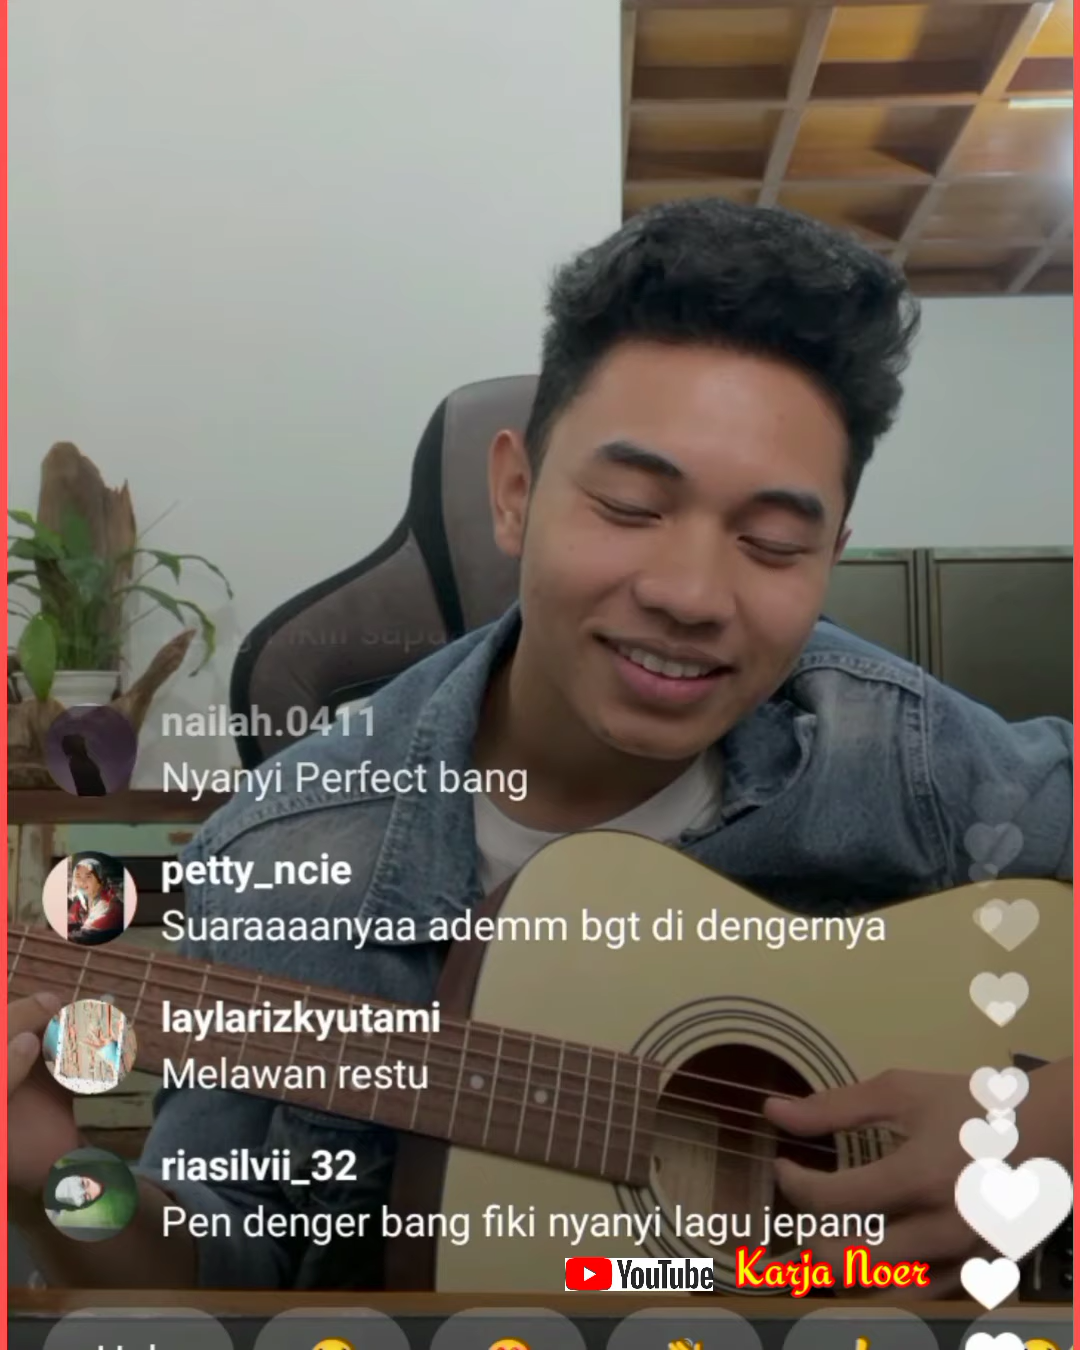 nailah.0411
Nyanyi Perfect bang
petty_ncie
Suaraaaanyaa ademm bgt di dengernya
laylarizkyutami
Melawan restu
riasilvii_32
Pen denger bang fiki nyanyi lagu jepang
YouTube Karja Noer